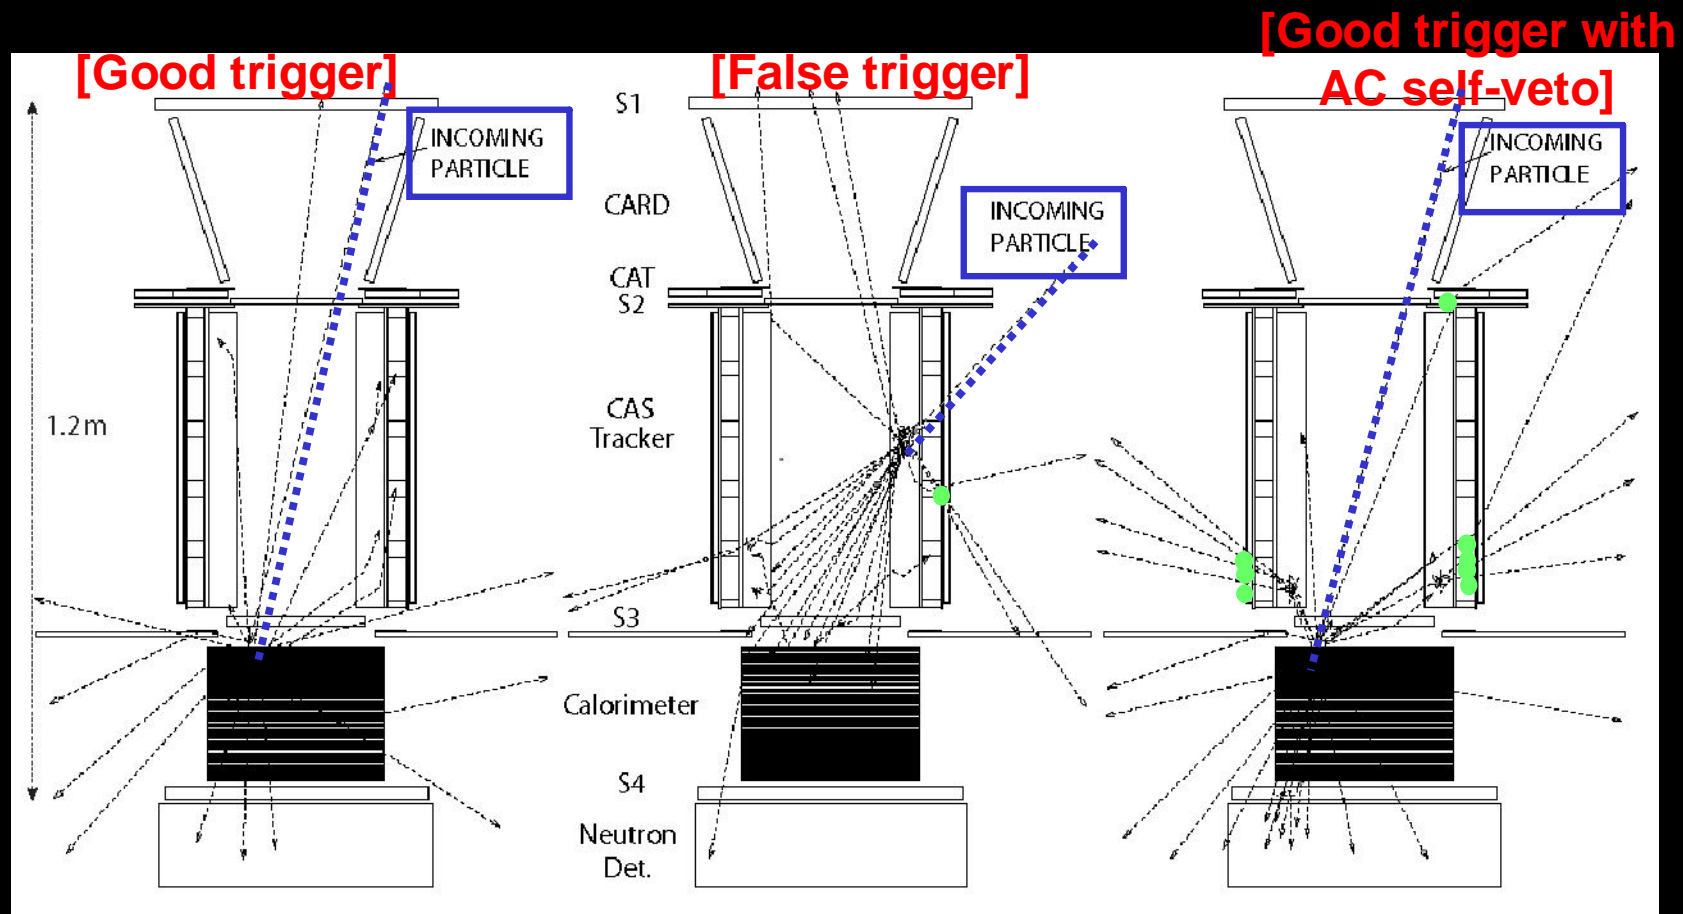 [Good trigger]
[False trigger]
[Good trigger with
AC self-veto]
S1
INCOMING
PARTICLE
INCOMING
PARTICLE
INCOMING
PARTICLE
CARD
CAT
S2
1.2m
CAS
Tracker
S3
Calorimeter
S4
Neutron
Det.